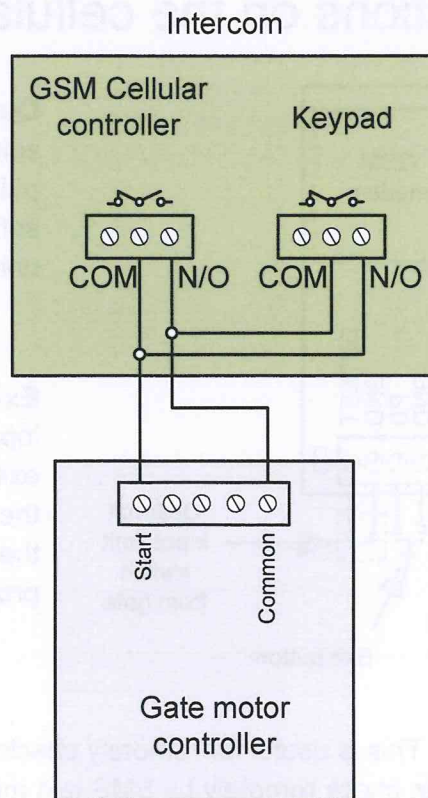 Intercom
GSM Cellular
controller
Keypad
COM N/O
COM N/O
Start
Common
Gate motor
controller